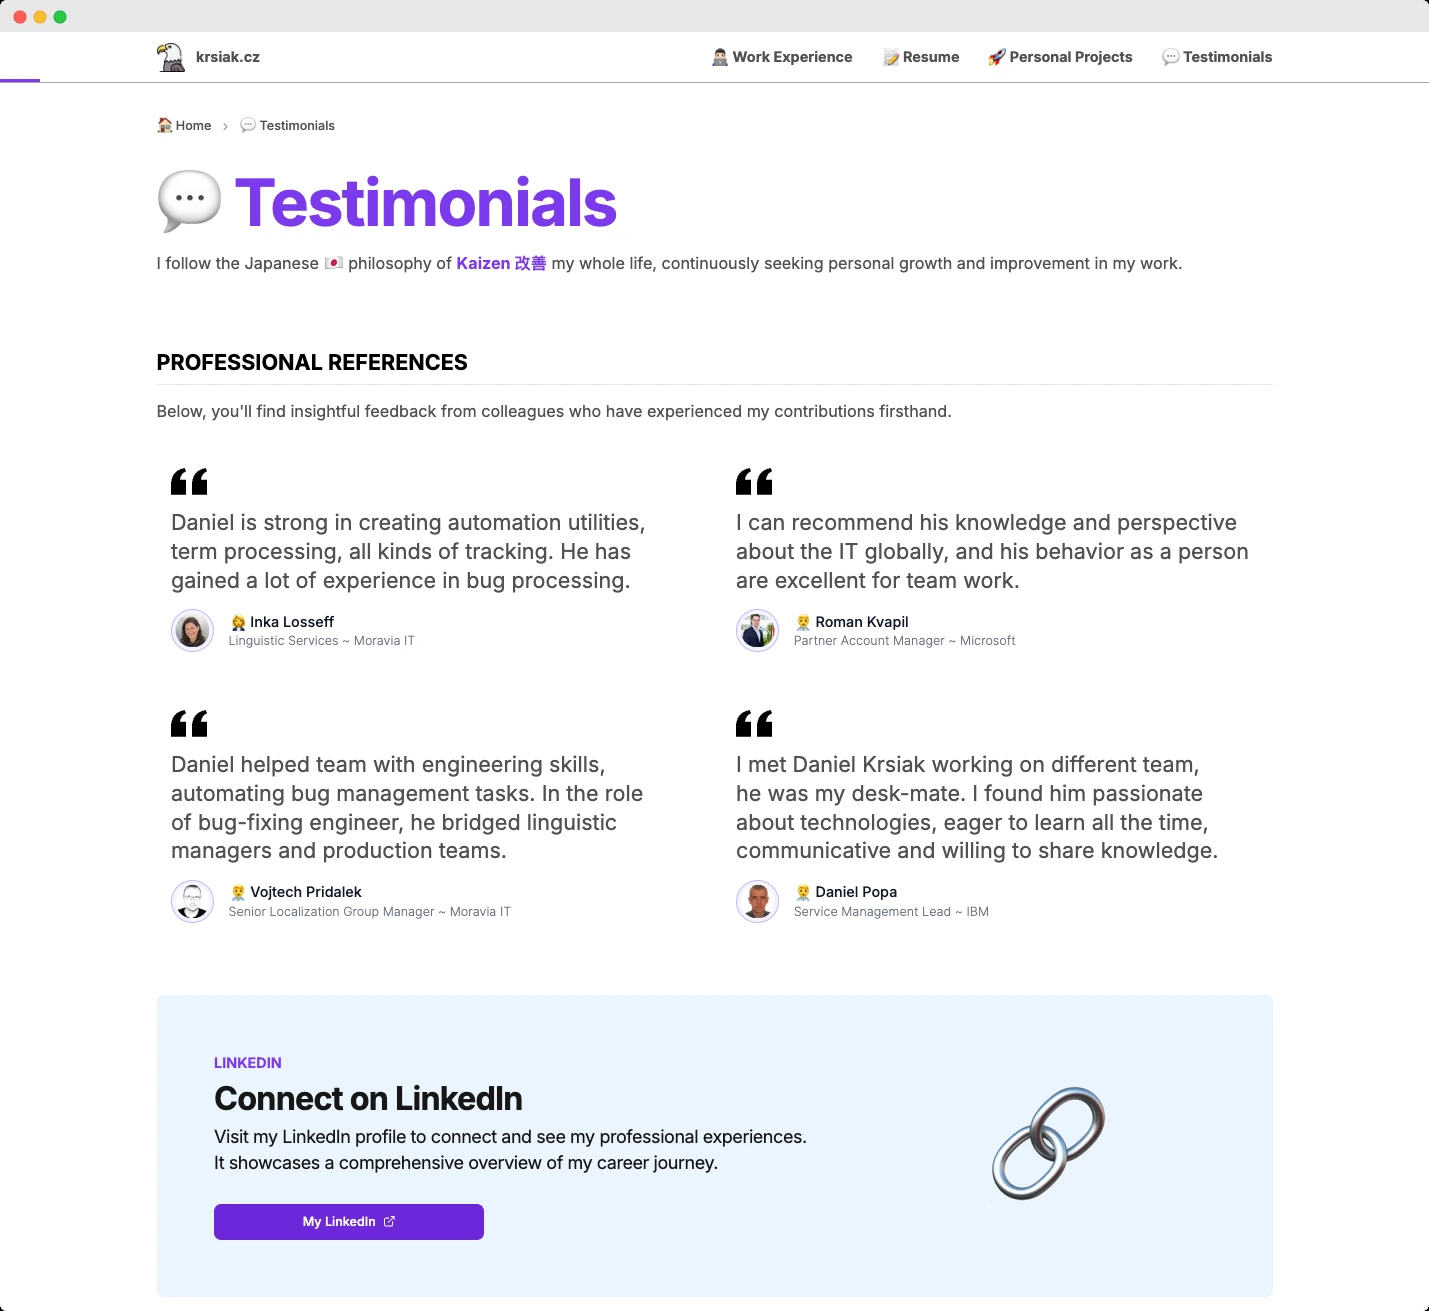 krsiak.cz
Work Experience
Resume
Personal Projects
Testimonials
Home
Testimonials
Testimonials
I follow the Japanese philosophy of Kaizen 改善 my whole life, continuously seeking personal growth and improvement in my work.
PROFESSIONAL REFERENCES
Below, you'll find insightful feedback from colleagues who have experienced my contributions firsthand.
Daniel is strong in creating automation utilities,
term processing, all kinds of tracking. He has
gained a lot of experience in bug processing.
Inka Losseff
Linguistic Services ~ Moravia IT
I can recommend his knowledge and perspective
about the IT globally, and his behavior as a person
are excellent for team work.
Roman Kvapil
Partner Account Manager ~ Microsoft
Daniel helped team with engineering skills,
automating bug management tasks. In the role
of bug-fixing engineer, he bridged linguistic
managers and production teams.
Vojtech Pridalek
Senior Localization Group Manager ~ Moravia IT
I met Daniel Krsiak working on different team,
he was my desk-mate. I found him passionate
about technologies, eager to learn all the time,
communicative and willing to share knowledge.
Daniel Popa
Service Management Lead ~ IBM
LINKEDIN
Connect on LinkedIn
Visit my LinkedIn profile to connect and see my professional experiences.
It showcases a comprehensive overview of my career journey.
My LinkedIn